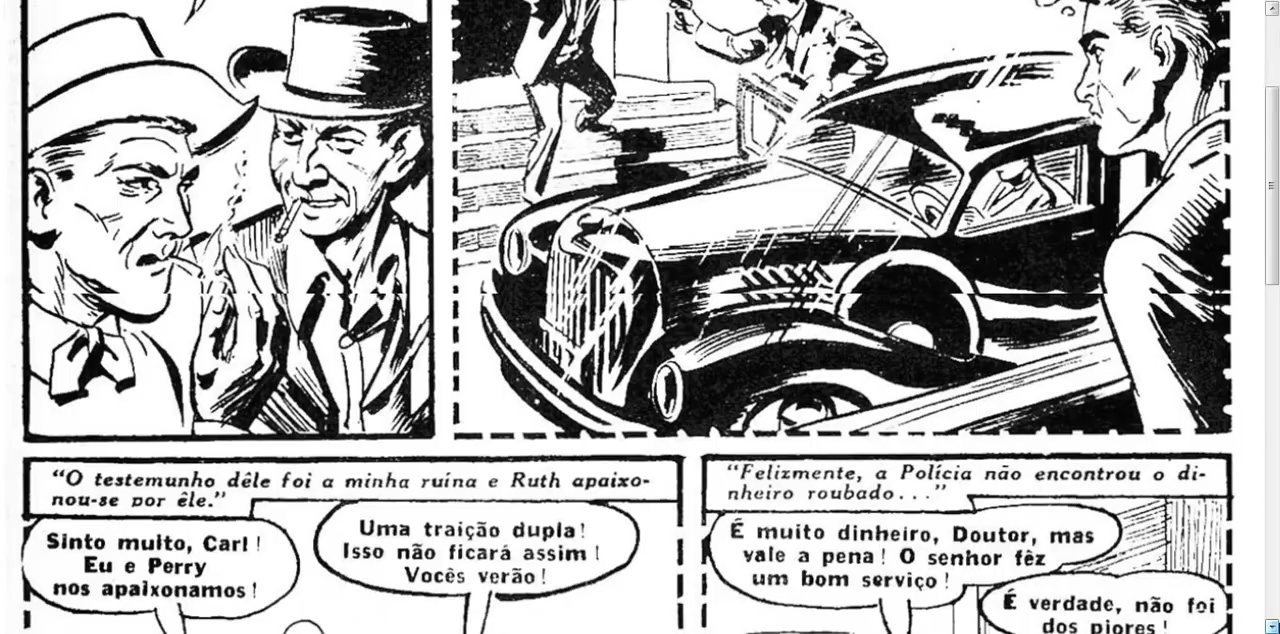 "O testemunho dêle foi a minha ruína e Ruth apaixo-
nou-se por êle."
Sinto muito, Carl!
Eu e Perry
nos apaixonamos!
Uma traição dupla!
Isso não ficará assim!
Vocês verão!
"Felizmente, a Polícia não encontrou o di-
nheiro roubado..."
É muito dinheiro, Doutor, mas
vale a pena! O senhor fêz
um bom serviço!
É verdade, não foi
dos piores!